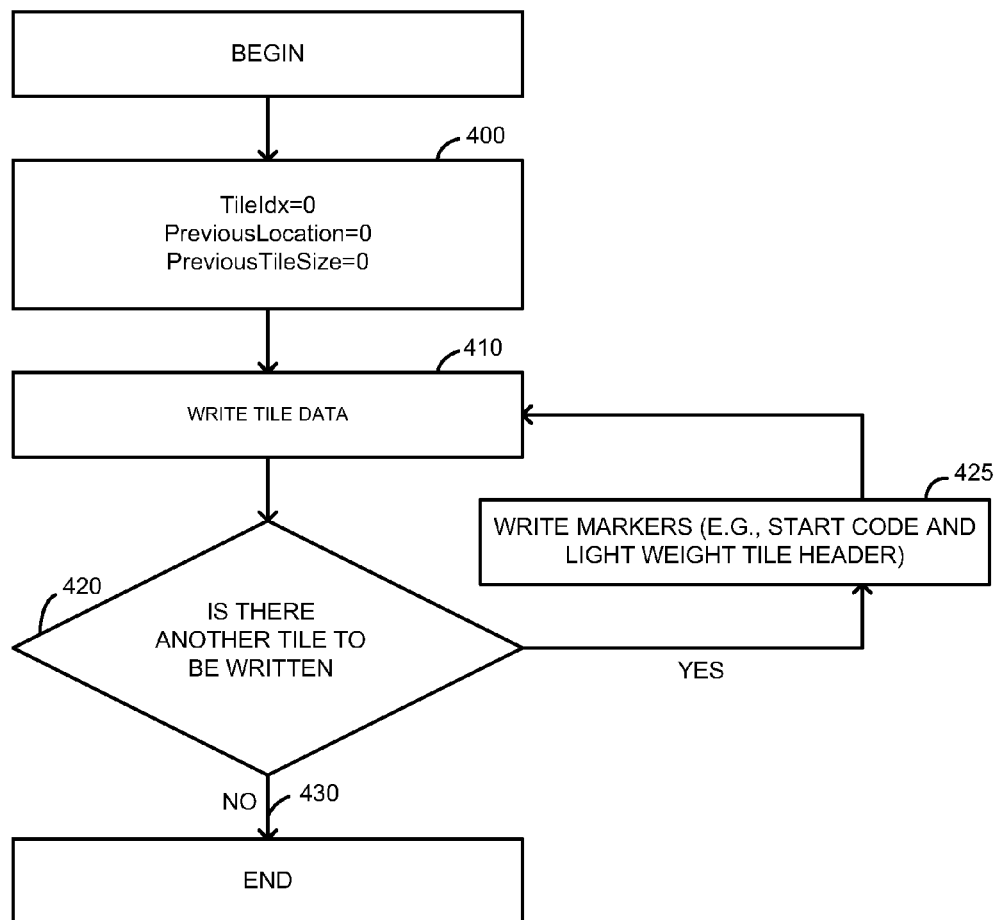 BEGIN
400
TileIdx=0
PreviousLocation=0
PreviousTileSize=0
410
WRITE TILE DATA
425
WRITE MARKERS (E.G., START CODE AND
LIGHT WEIGHT TILE HEADER)
420
IS THERE
ANOTHER TILE TO
BE WRITTEN
YES
NO
430
END